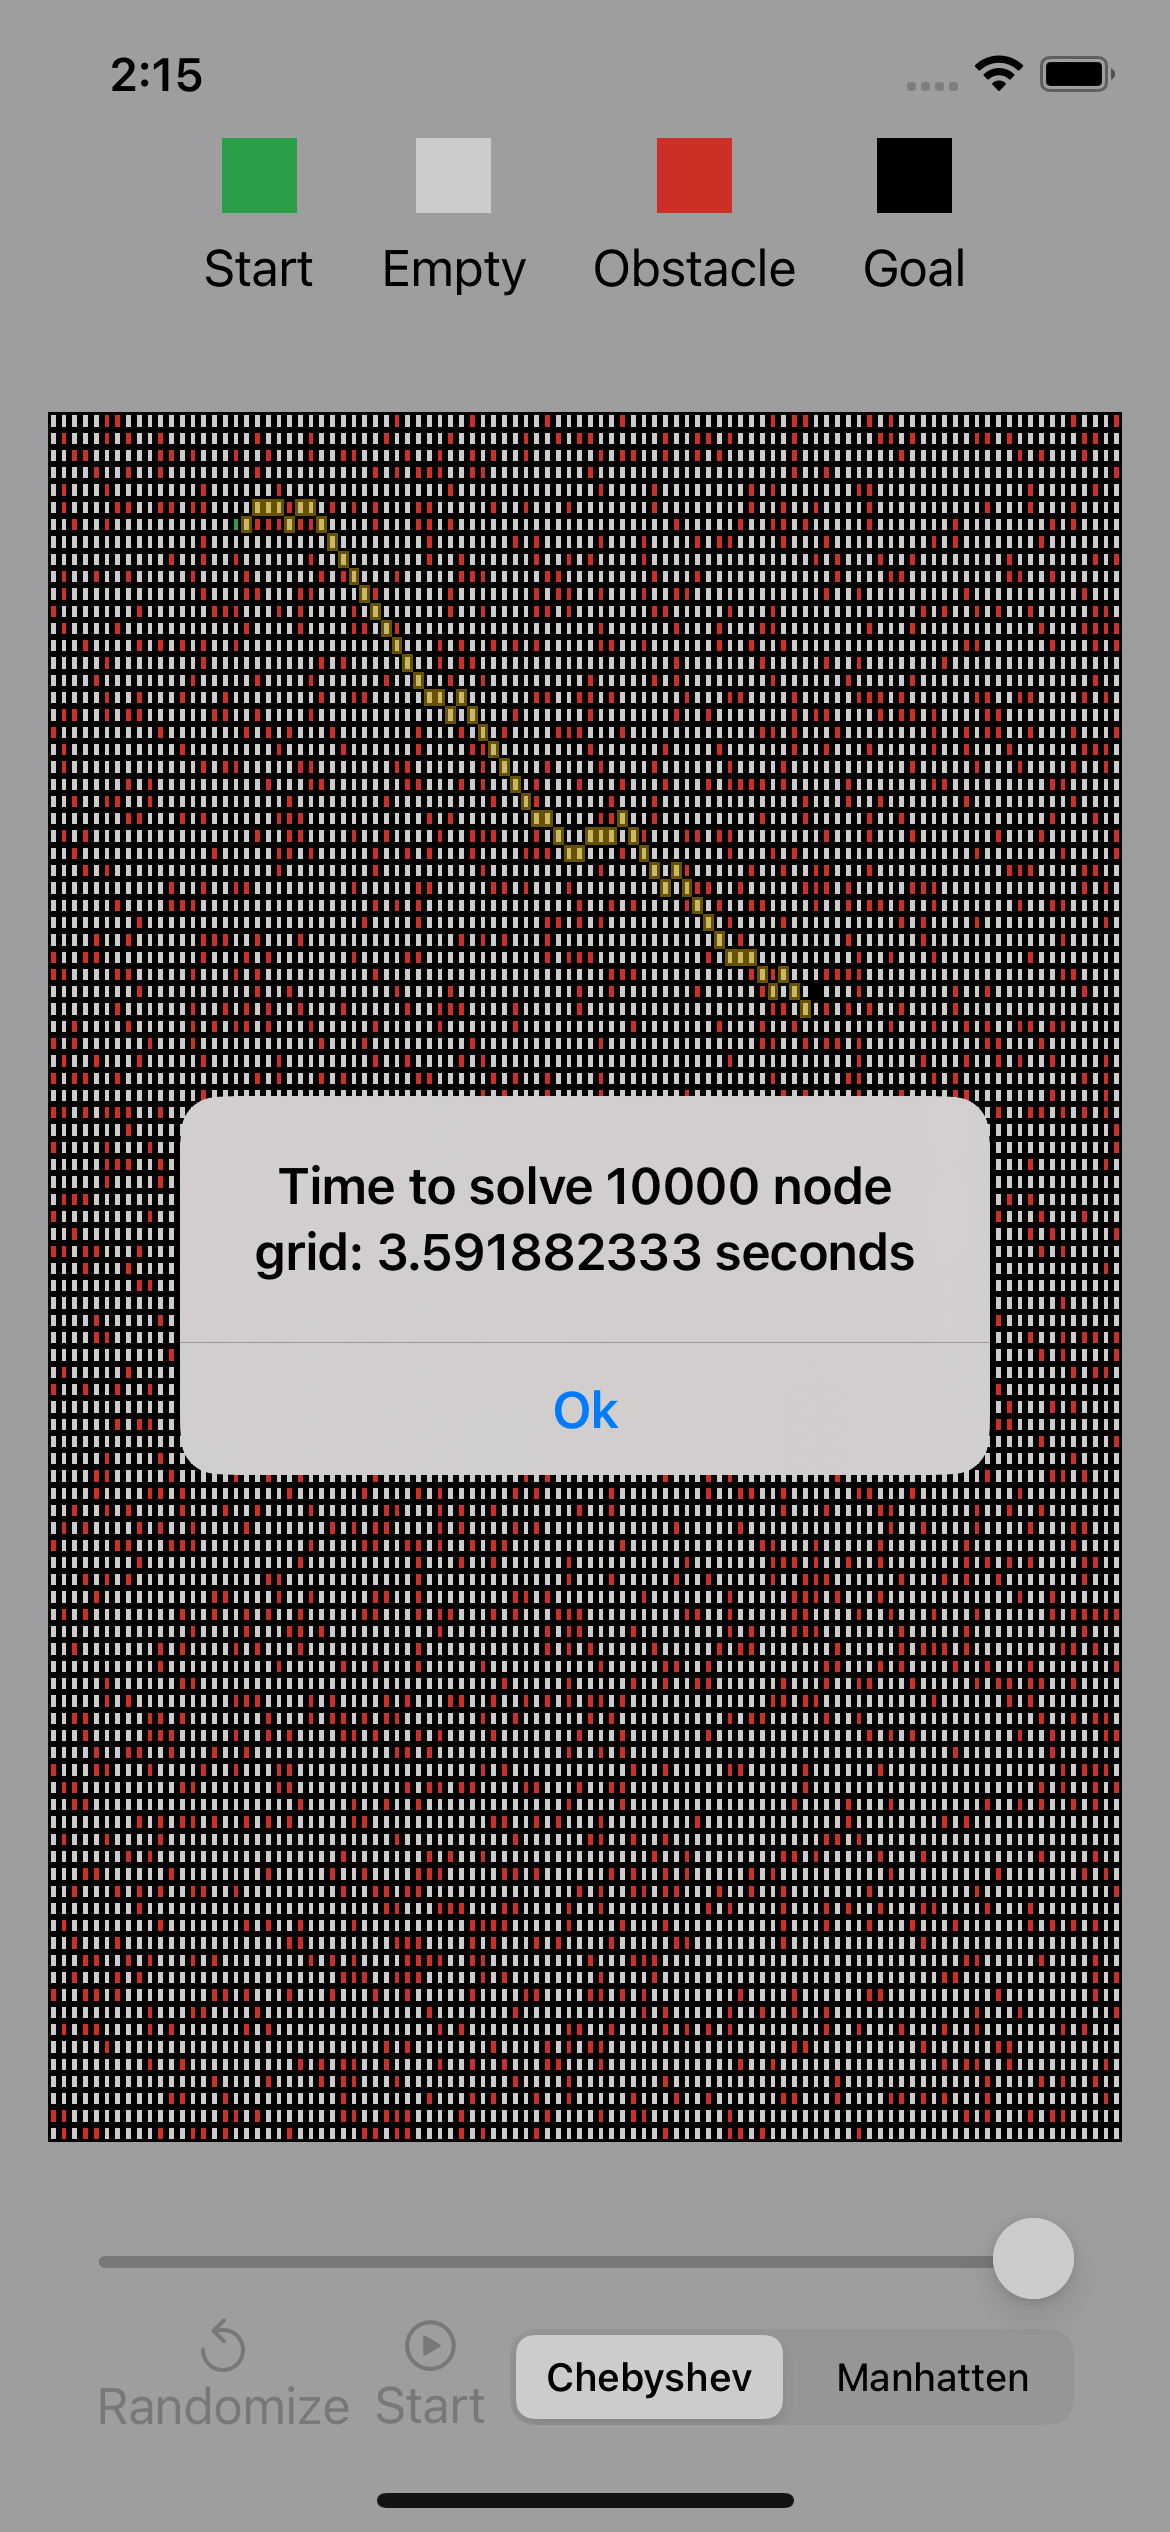 2:15
Start Empty Obstacle Goal
Time to solve 10000 node
grid: 3.591882333 seconds
Ok
Randomize Start Chebyshev Manhatten